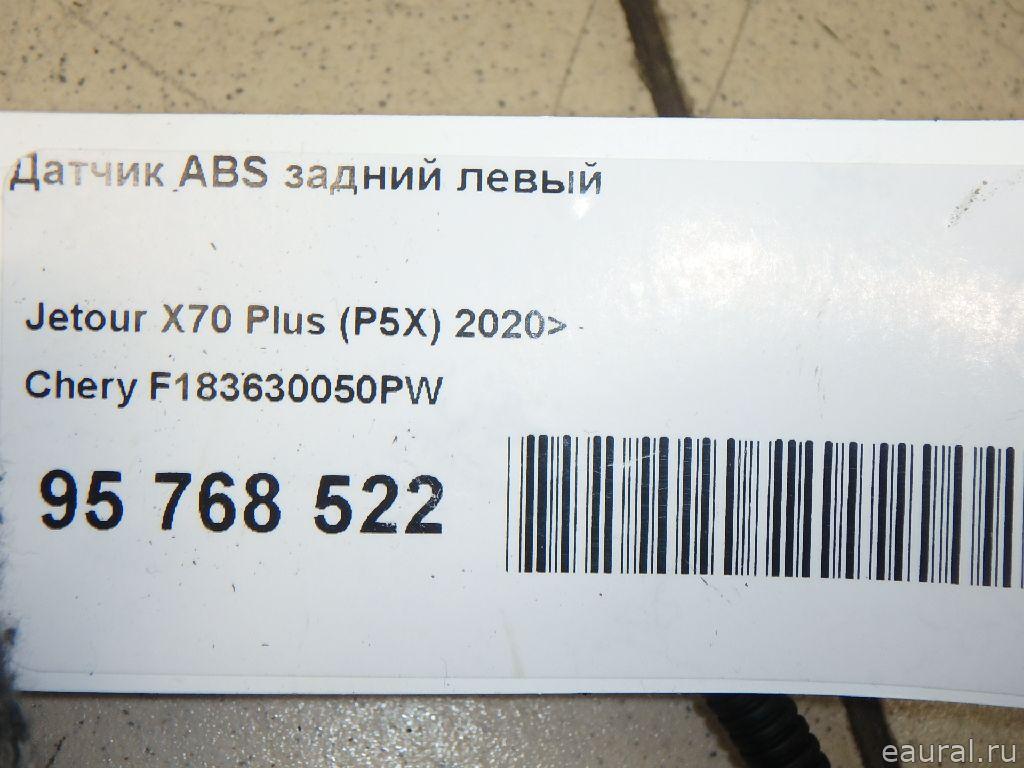 Датчик ABS задний левый
Jetour X70 Plus (P5X) 2020>
Chery F183630050PW
95 768 522
eaural.ru